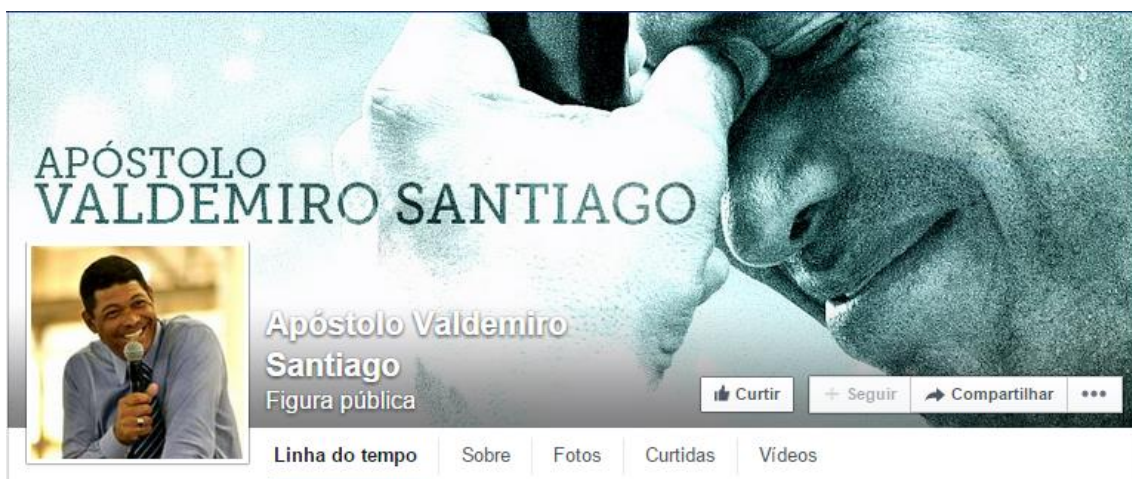 APÓSTOLO
VALDEMIRO SANTIAGO
Apóstolo Valdemiro
Santiago
Figura pública
Curtir
+ Seguir
Compartilhar
•••
Linha do tempo
Sobre
Fotos
Curtidas
Vídeos